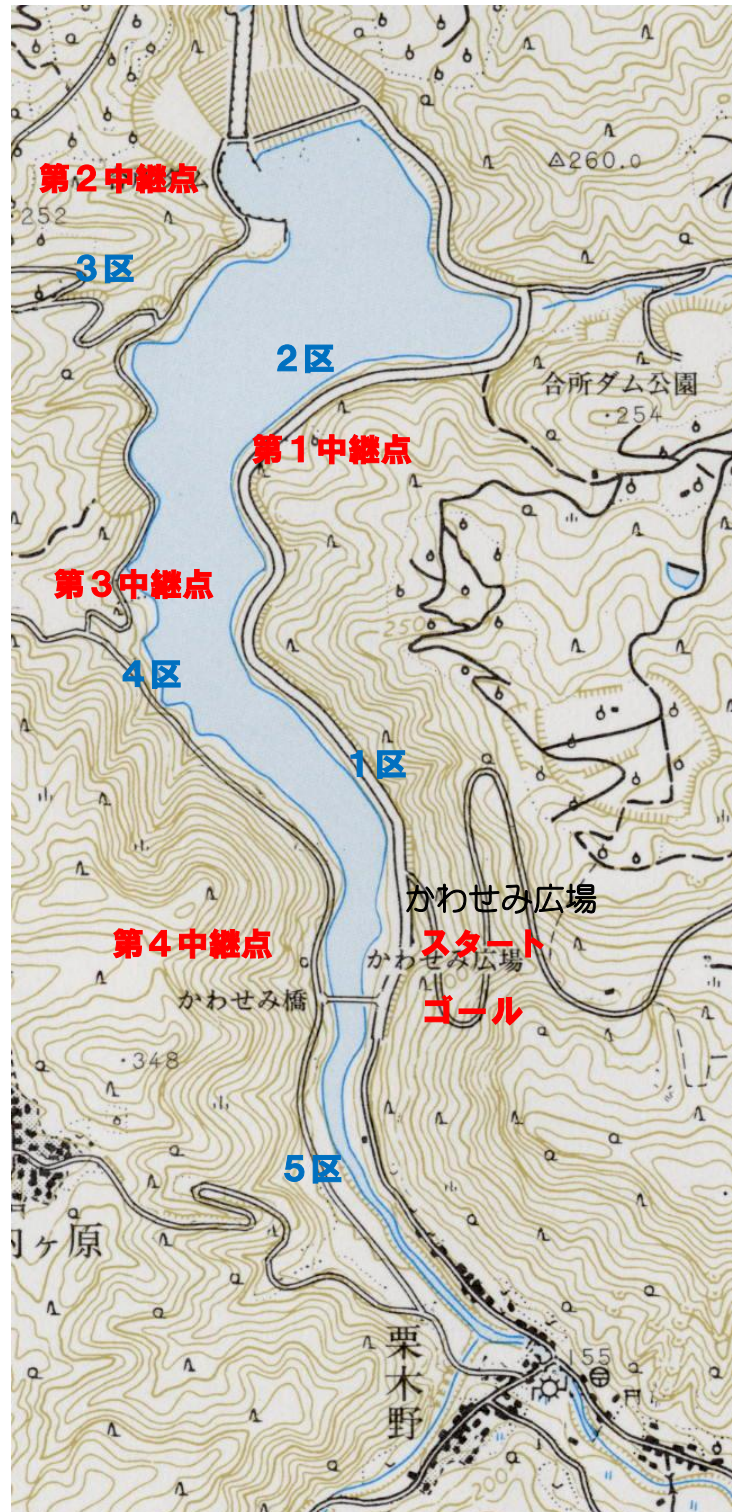 260.0
第2中継点
252
3区
2区
合所ダム公園
254
第1中継点
第3中継点
250
4区
1区
かわせみ広場
第4中継点
スタート
かわせみ広場
かわせみ橋
ゴール
348
5区
ヶ原
栗木野
155
200